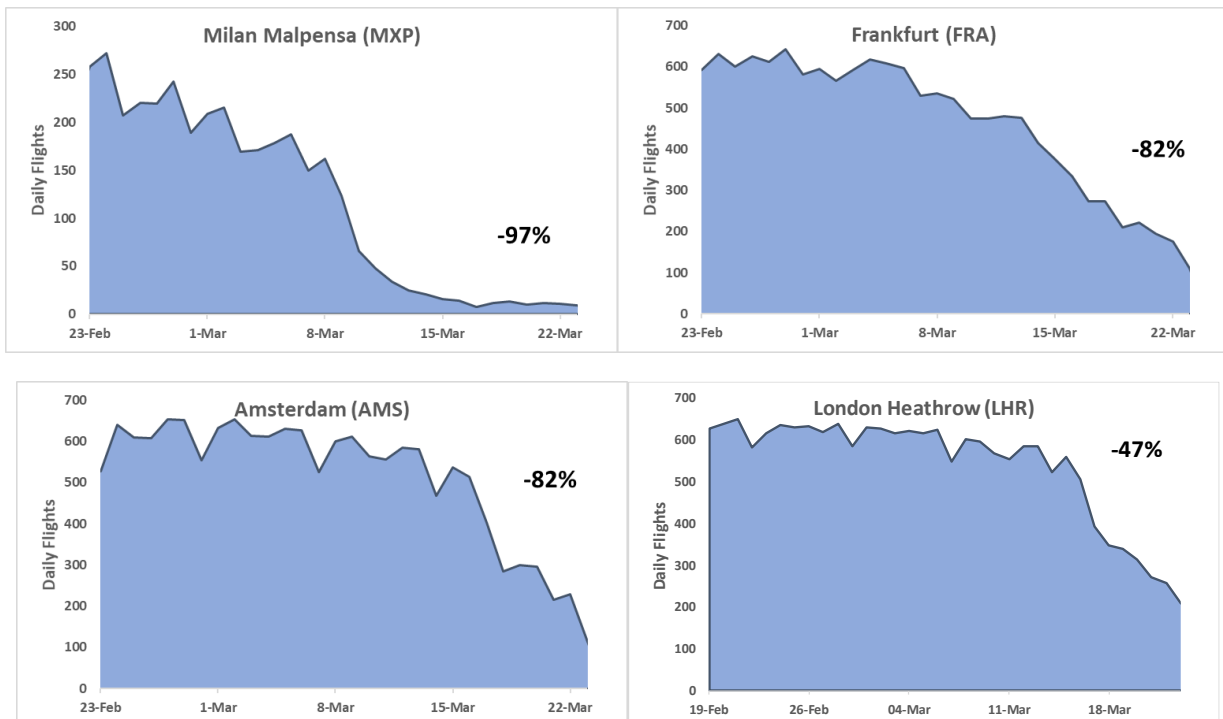 Milan Malpensa (MXP)
Daily Flights
300
250
200
150
100
50
0
-97%
23-Feb 1-Mar 8-Mar 15-Mar 22-Mar
Frankfurt (FRA)
Daily Flights
700
600
500
400
300
200
100
0
-82%
23-Feb 1-Mar 8-Mar 15-Mar 22-Mar
Amsterdam (AMS)
Daily Flights
700
600
500
400
300
200
100
0
-82%
23-Feb 1-Mar 8-Mar 15-Mar 22-Mar
London Heathrow (LHR)
Daily Flights
700
600
500
400
300
200
100
0
-47%
19-Feb 26-Feb 04-Mar 11-Mar 18-Mar